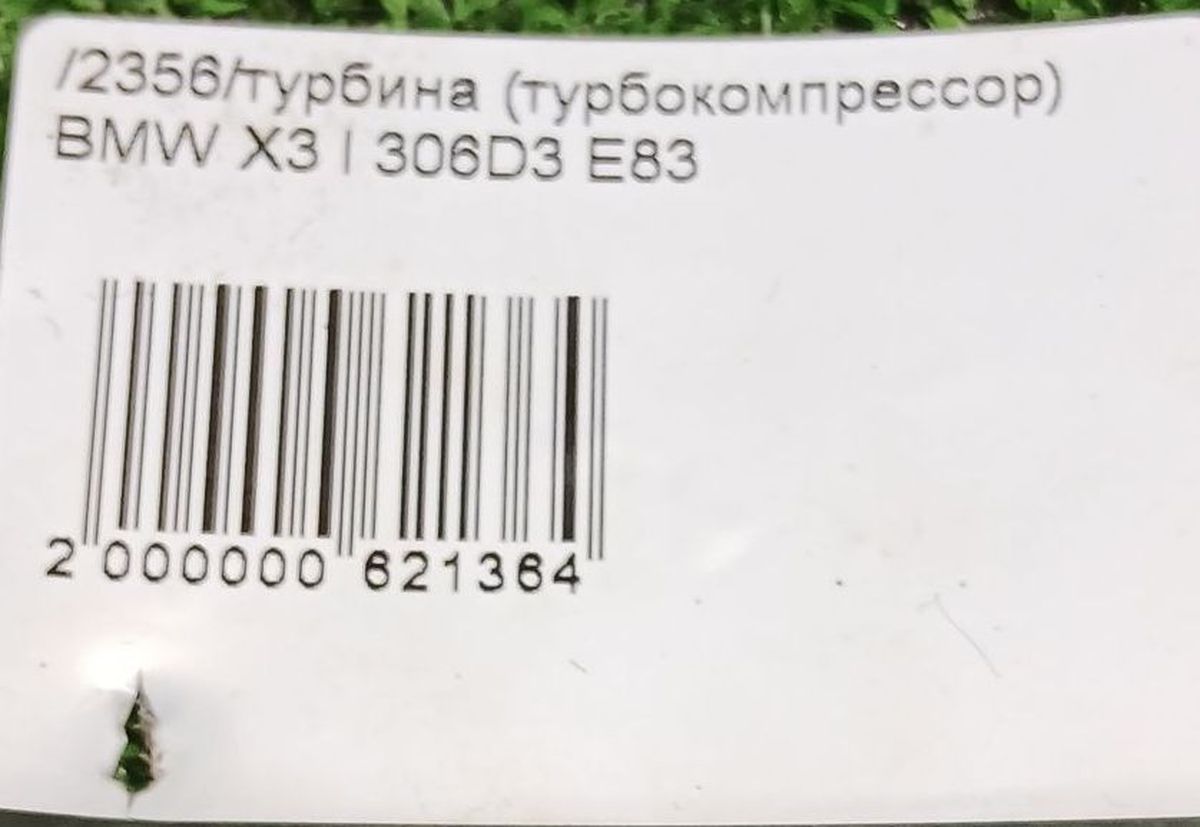 /2356/турбина (турбокомпрессор)
BMW X3 I 306D3 E83
2 000000 621364